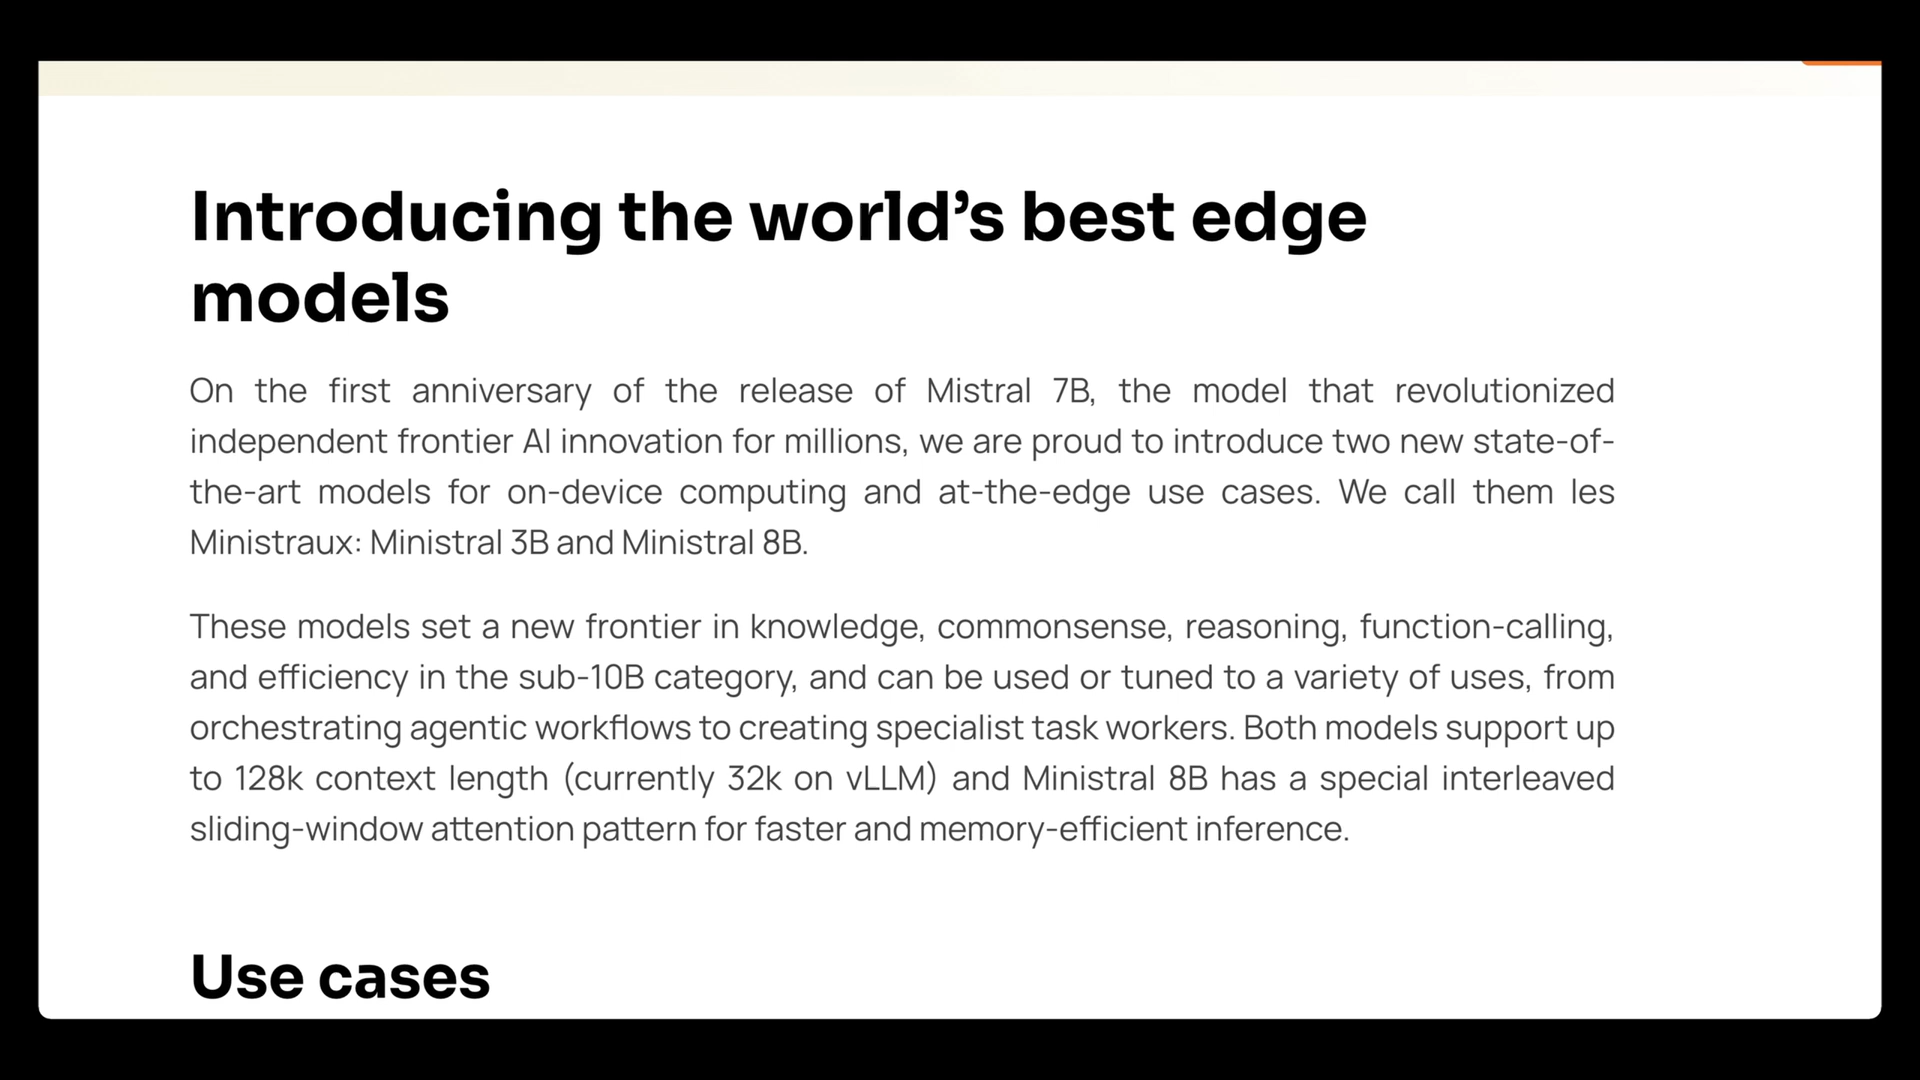 Introducing the world’s best edge
models
On the first anniversary of the release of Mistral 7B, the model that revolutionized
independent frontier AI innovation for millions, we are proud to introduce two new state-of-
the-art models for on-device computing and at-the-edge use cases. We call them les
Ministraux: Ministral 3B and Ministral 8B.
These models set a new frontier in knowledge, commonsense, reasoning, function-calling,
and efficiency in the sub-10B category, and can be used or tuned to a variety of uses, from
orchestrating agentic workflows to creating specialist task workers. Both models support up
to 128k context length (currently 32k on vLLM) and Ministral 8B has a special interleaved
sliding-window attention pattern for faster and memory-efficient inference.
Use cases